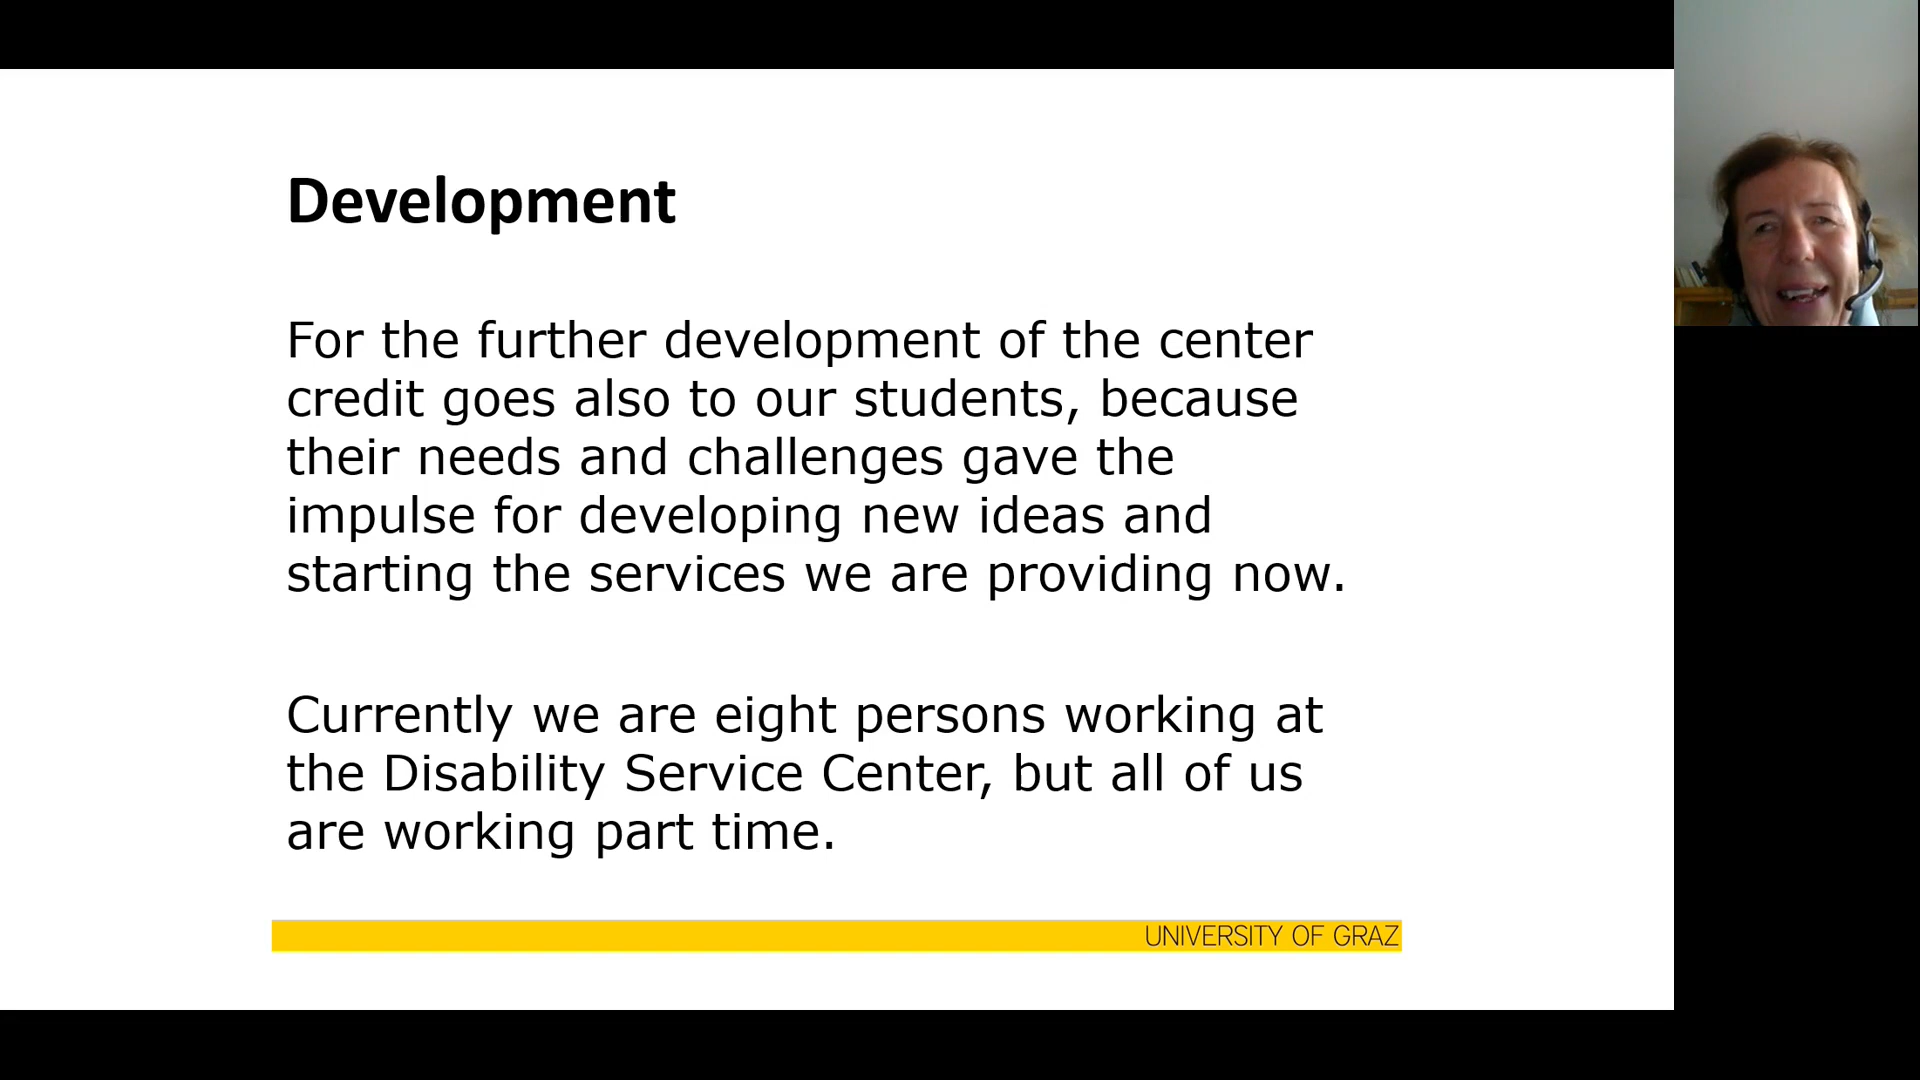 Development
For the further development of the center
credit goes also to our students, because
their needs and challenges gave the
impulse for developing new ideas and
starting the services we are providing now.
Currently we are eight persons working at
the Disability Service Center, but all of us
are working part time.
UNIVERSITY OF GRAZ